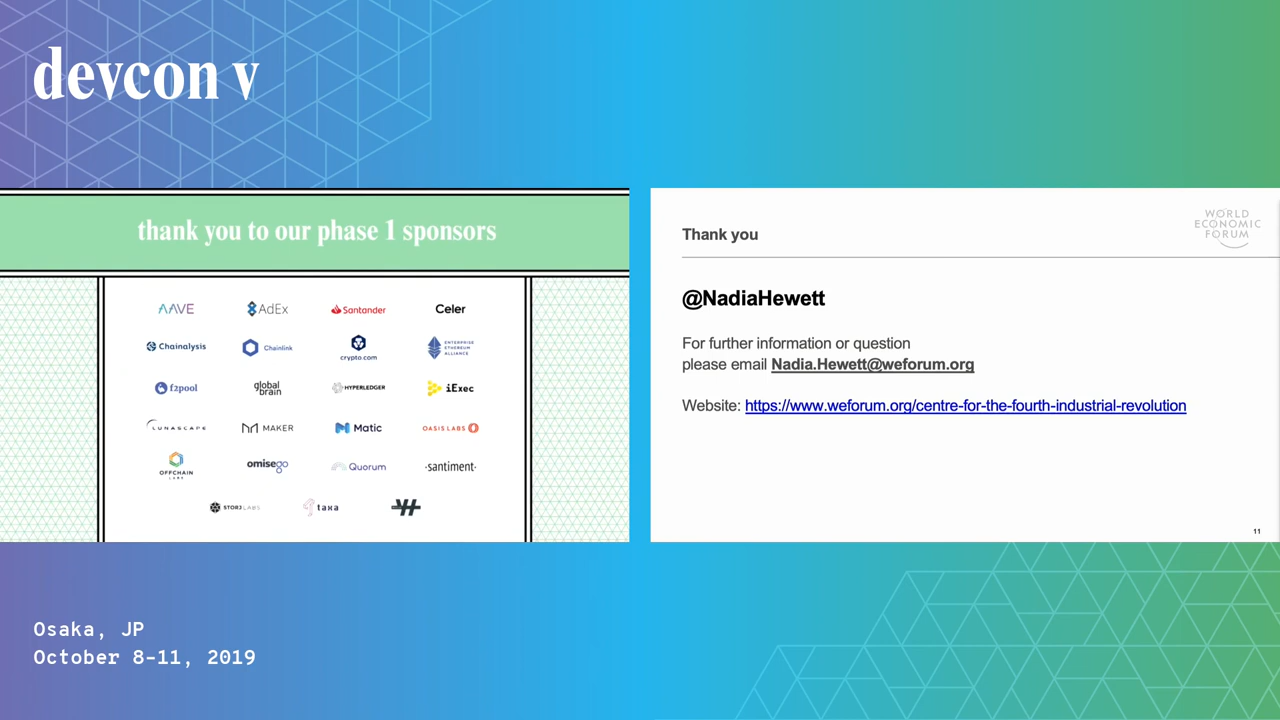 devcon v
thank you to our phase 1 sponsors
AAVE
AdEx
Santander
Celer
Chainalysis
Chainlink
crypto.com
ENTERPRISE
ETHEREUM
ALLIANCE
f2pool
global
brain
HYPERLEDGER
iExec
LUNASCAPE
MAKER
Matic
OASIS LABS
OFFCHAIN
LABS
omisego
Quorum
·santiment·
STORJ LABS
taxa
Thank you
WORLD
ECONOMIC
FORUM
@NadiaHewett
For further information or question
please email Nadia.Hewett@weforum.org
Website: https://www.weforum.org/centre-for-the-fourth-industrial-revolution
11
Osaka, JP
October 8-11, 2019